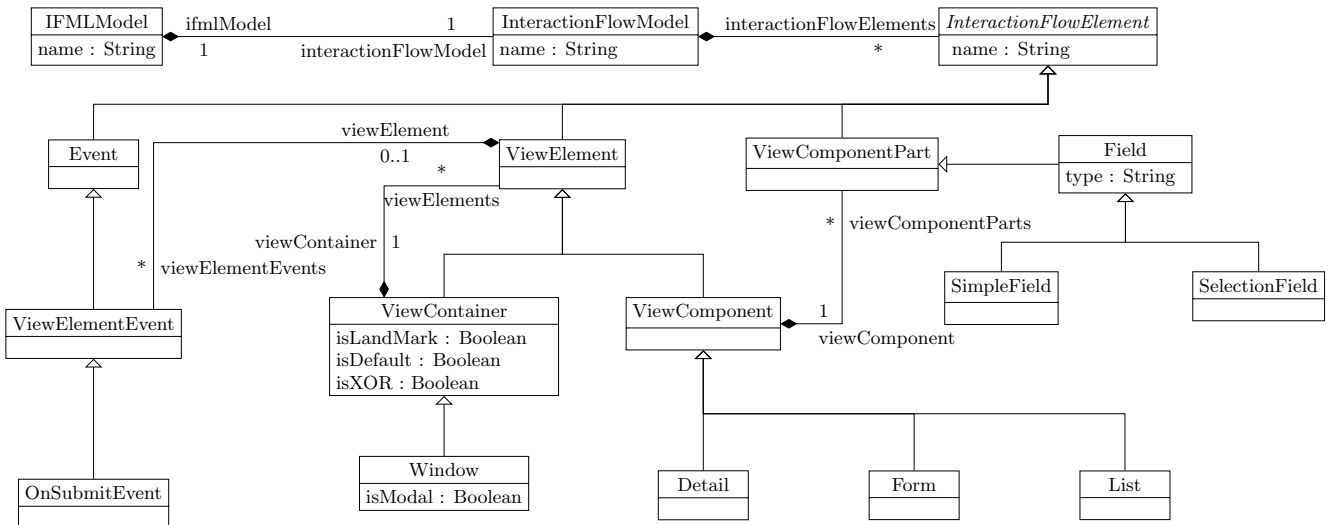 IFMLModel
name : String
ifmlModel
1
1
interactionFlowModel
InteractionFlowModel
name : String
interactionFlowElements
*
InteractionFlowElement
name : String
Event
viewElement
0..1
ViewElement
*
viewElements
ViewComponentPart
Field
type : String
* viewComponentParts
viewContainer 1
* viewElementEvents
SimpleField
SelectionField
ViewElementEvent
ViewContainer
isLandMark : Boolean
isDefault : Boolean
isXOR : Boolean
ViewComponent
1
viewComponent
OnSubmitEvent
Window
isModal : Boolean
Detail
Form
List